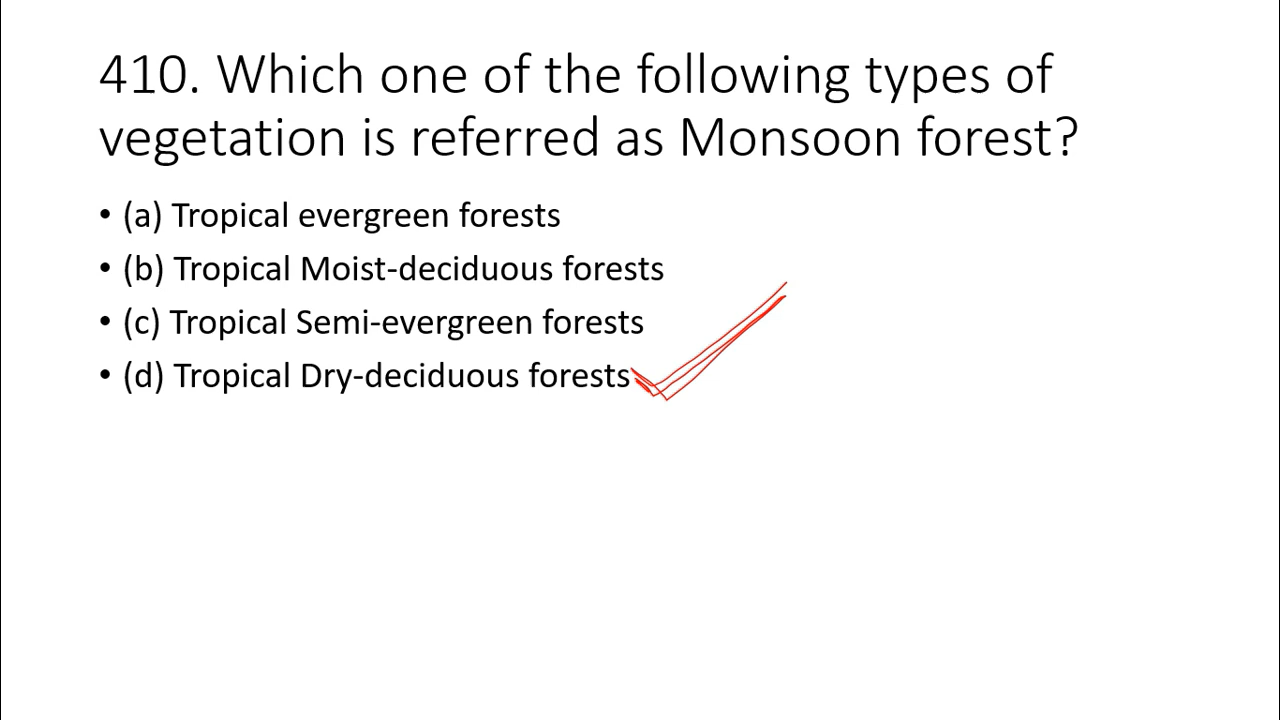 410. Which one of the following types of
vegetation is referred as Monsoon forest?
• (a) Tropical evergreen forests
• (b) Tropical Moist-deciduous forests
• (c) Tropical Semi-evergreen forests
• (d) Tropical Dry-deciduous forests